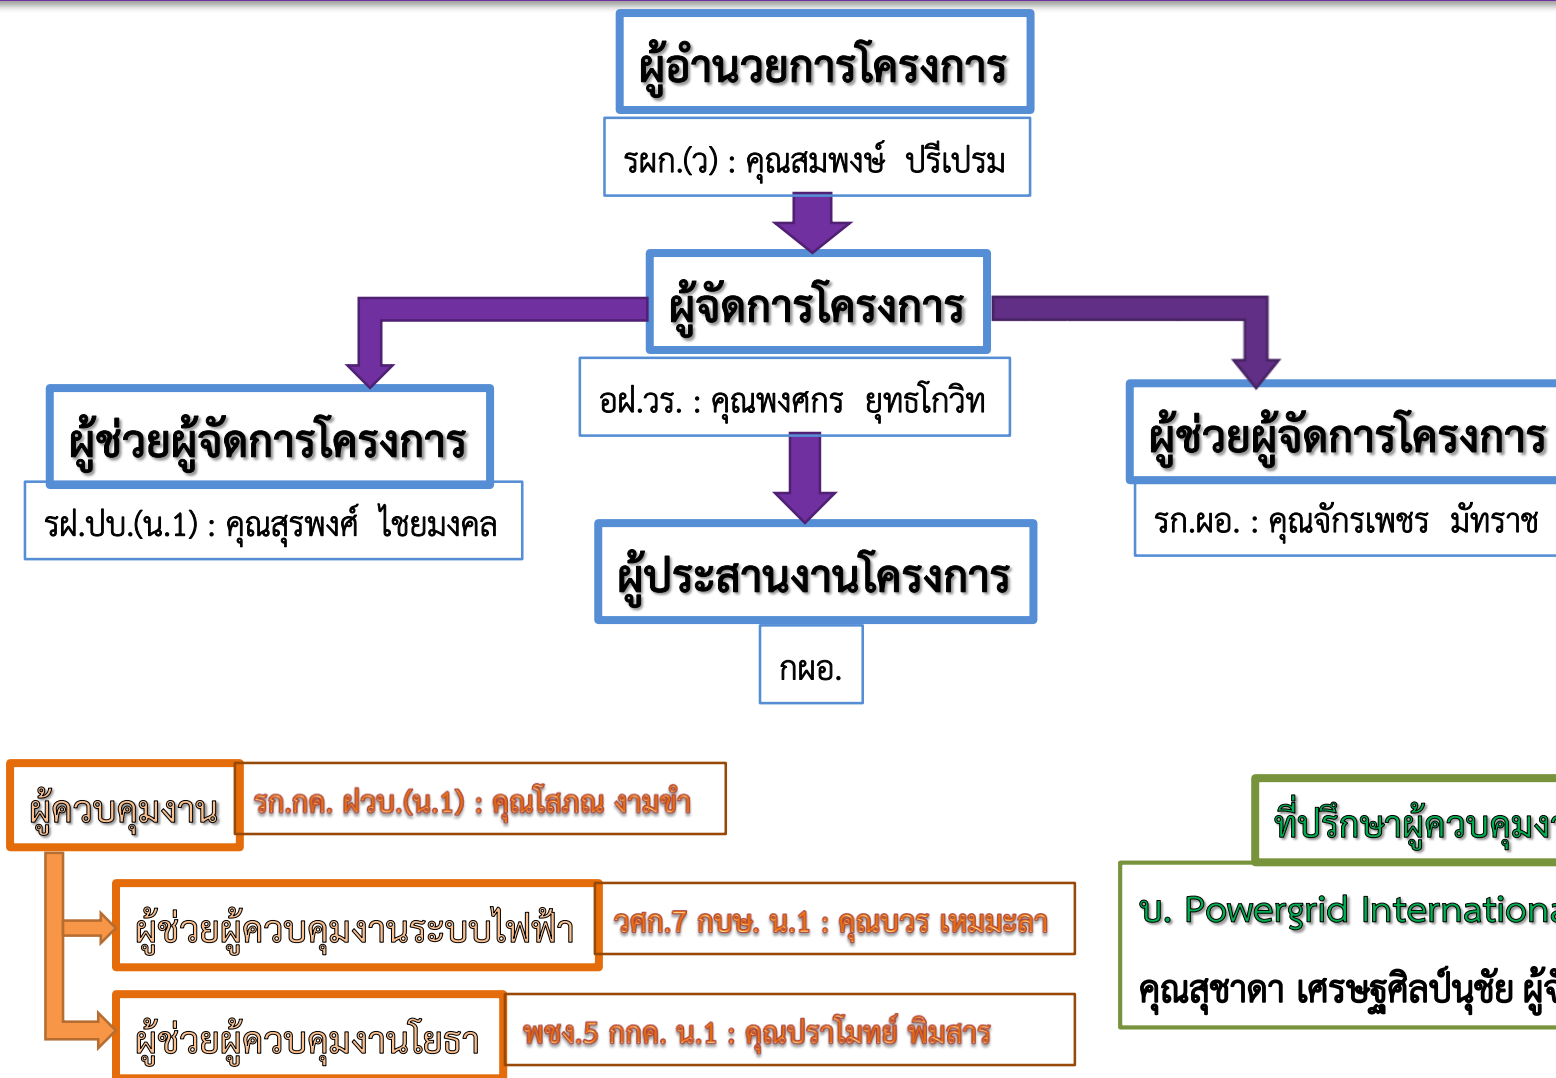 ผู้อำนวยการโครงการ
รผก.(ว) : คุณสมพงษ์ ปรีเปรม
ผู้จัดการโครงการ
อฝ.วร. : คุณพงศกร ยุทธโกวิท
ผู้ช่วยผู้จัดการโครงการ
รฝ.ปบ.(น.1) : คุณสุรพงศ์ ไชยมงคล
ผู้ช่วยผู้จัดการโครงการ
รก.ผอ. : คุณจักรเพชร มัทราช
ผู้ประสานงานโครงการ
กผอ.
ผู้ควบคุมงาน
รก.กค. ฝวบ.(น.1) : คุณโสภณ งามขำ
ผู้ช่วยผู้ควบคุมงานระบบไฟฟ้า
วศก.7 กบษ. น.1 : คุณบวร เหมมะลา
ผู้ช่วยผู้ควบคุมงานโยธา
พชง.5 กกค. น.1 : คุณปราโมทย์ พิมสาร
ที่ปรึกษาผู้ควบคุมง
บ. Powergrid Internationa
คุณสุชาดา เศรษฐศิลป์นุชัย ผู้จ